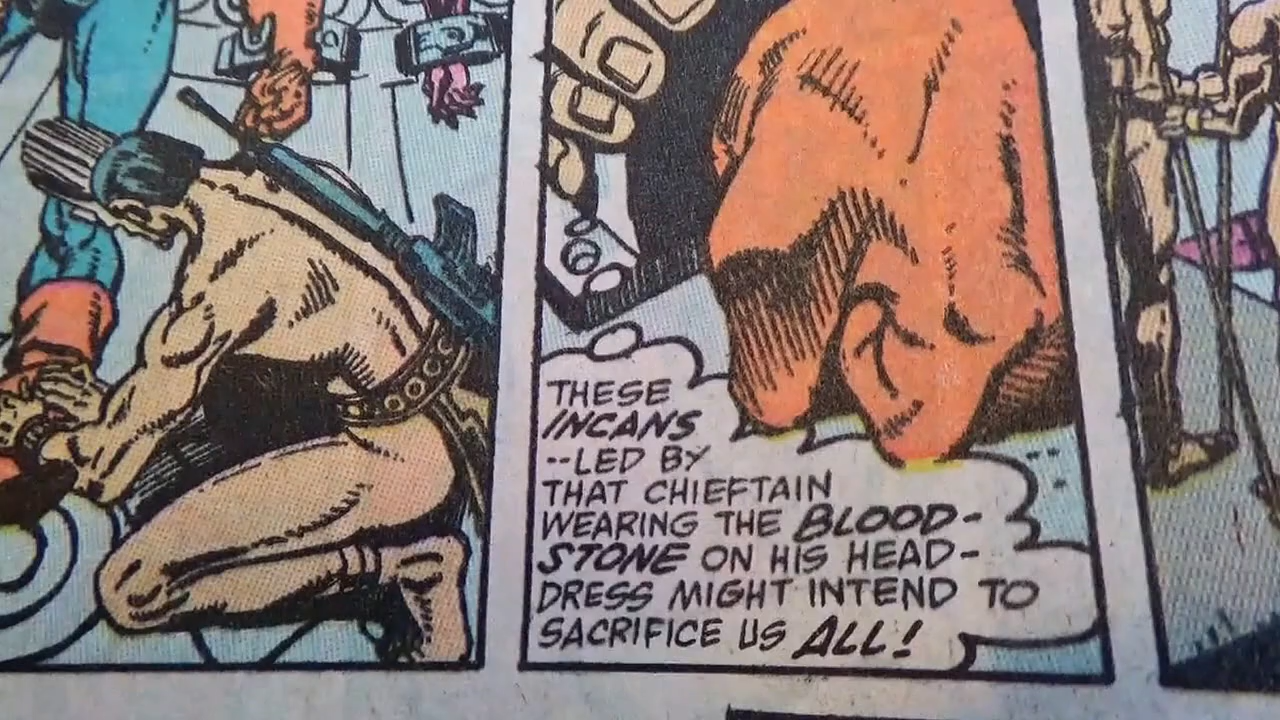 THESE
INCANS
--LED BY
THAT CHIEFTAIN
WEARING THE BLOOD-
STONE ON HIS HEAD-
DRESS MIGHT INTEND TO
SACRIFICE US ALL!